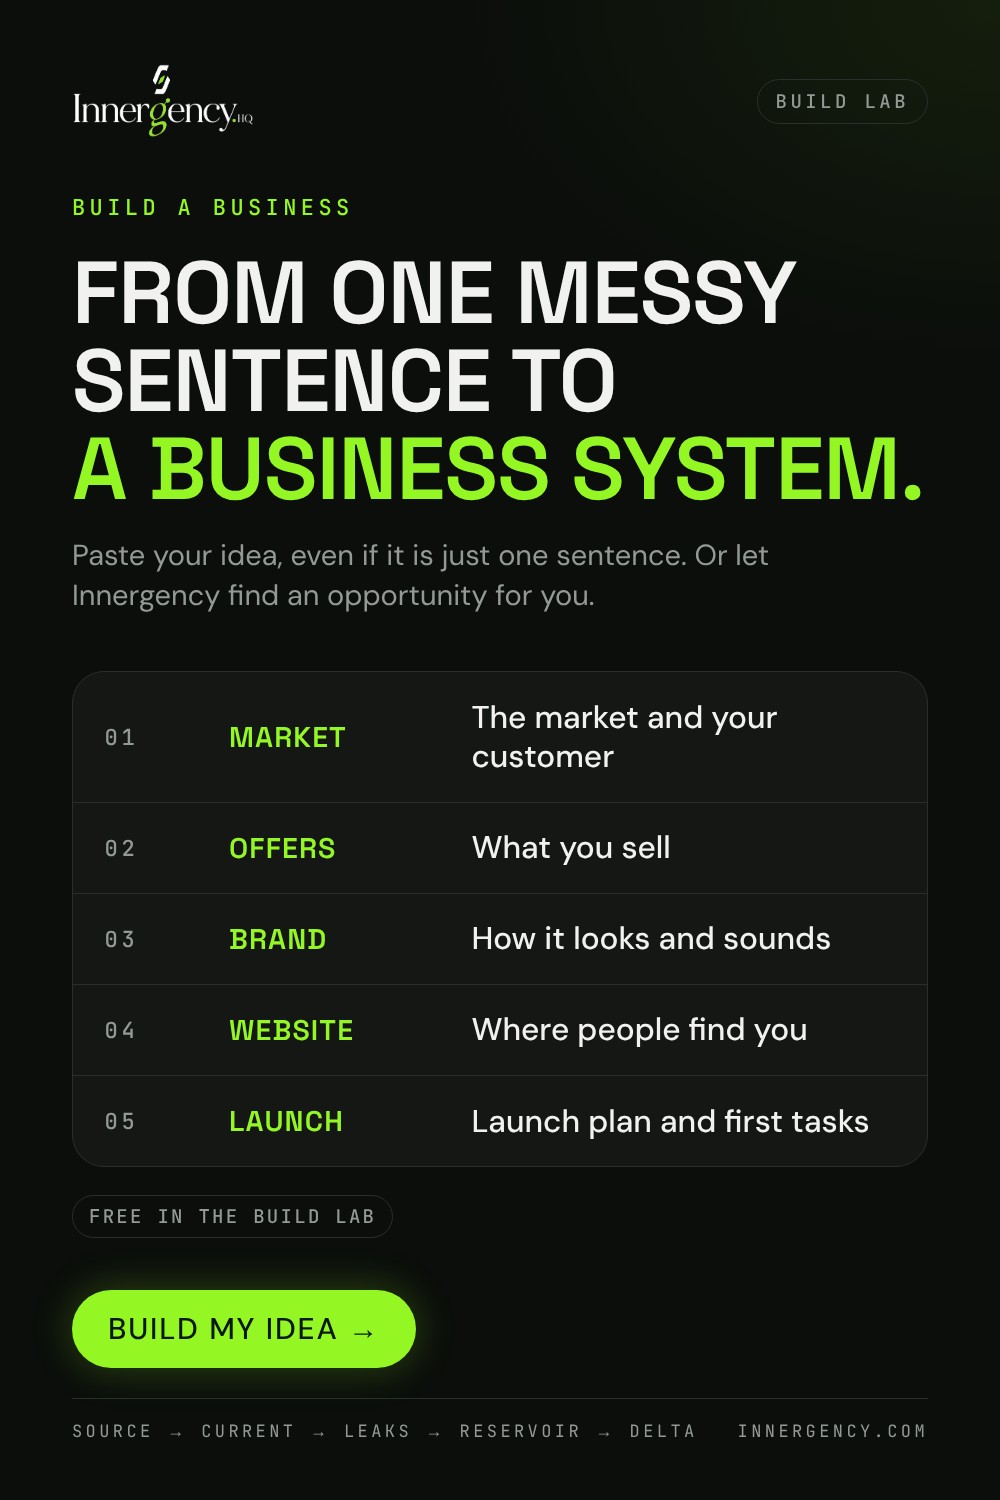 Innergency.HQ
BUILD LAB
BUILD A BUSINESS
FROM ONE MESSY
SENTENCE TO
A BUSINESS SYSTEM.
Paste your idea, even if it is just one sentence. Or let
Innergency find an opportunity for you.
01 MARKET The market and your
customer
02 OFFERS What you sell
03 BRAND How it looks and sounds
04 WEBSITE Where people find you
05 LAUNCH Launch plan and first tasks
FREE IN THE BUILD LAB
BUILD MY IDEA →
SOURCE → CURRENT → LEAKS → RESERVOIR → DELTA INNERGENCY.COM